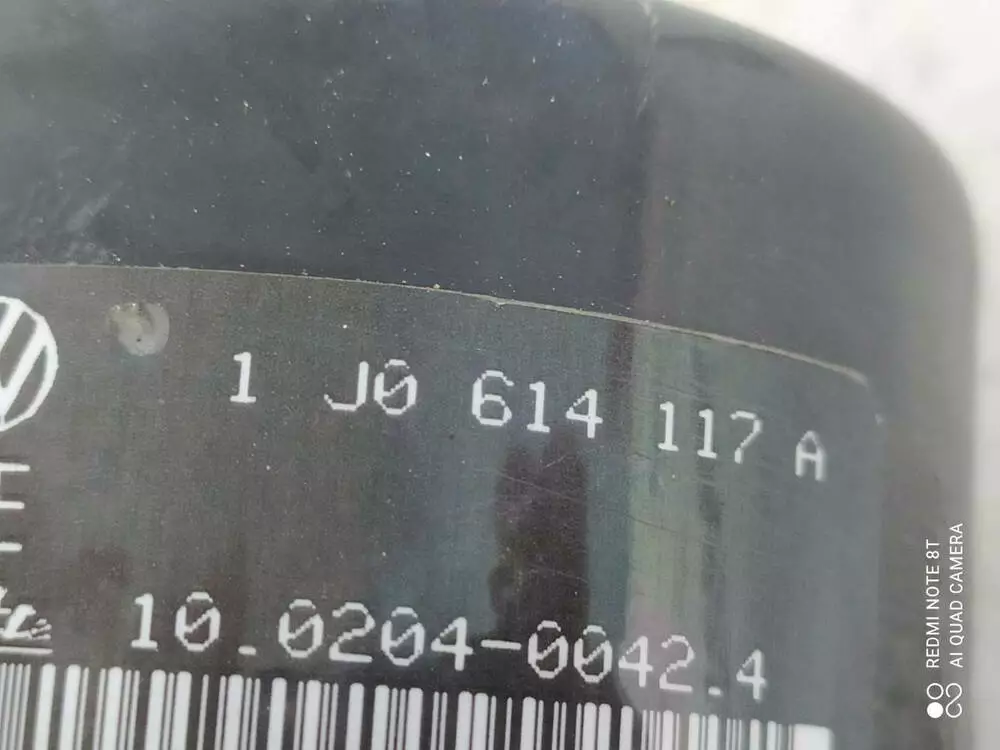 1 J0 614 117 A
10.0204-0042.4
REDMI NOTE 8T
AI QUAD CAMERA